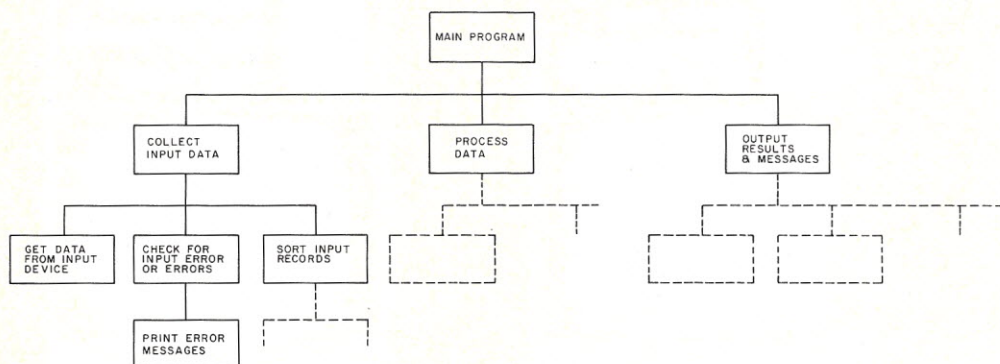 MAIN PROGRAM
COLLECT
INPUT DATA
PROCESS
DATA
OUTPUT
RESULTS
& MESSAGES
GET DATA
FROM INPUT
DEVICE
CHECK FOR
INPUT ERROR
OR ERRORS
SORT INPUT
RECORDS
PRINT ERROR
MESSAGES